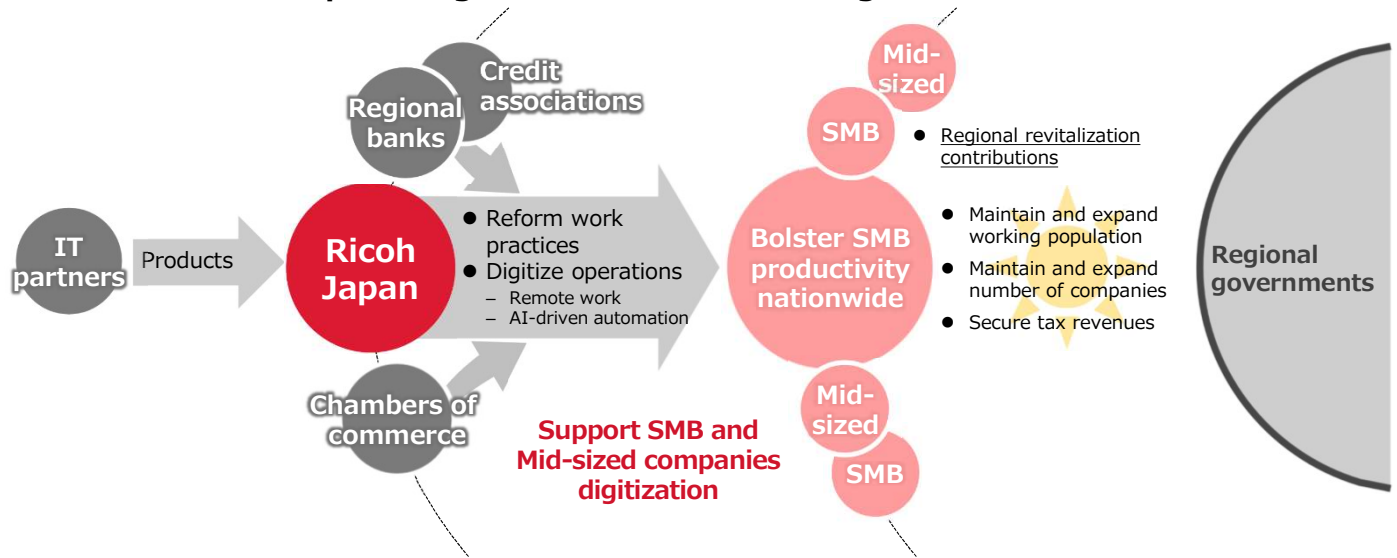 Credit
associations
Regional
banks
IT
partners
Products
Ricoh
Japan
● Reform work
practices
● Digitize operations
– Remote work
– AI-driven automation
Chambers of
commerce
Support SMB and
Mid-sized companies
digitization
Mid-
sized
SMB
Bolster SMB
productivity
nationwide
Mid-
sized
SMB
● Regional revitalization
contributions
● Maintain and expand
working population
● Maintain and expand
number of companies
● Secure tax revenues
Regional
governments